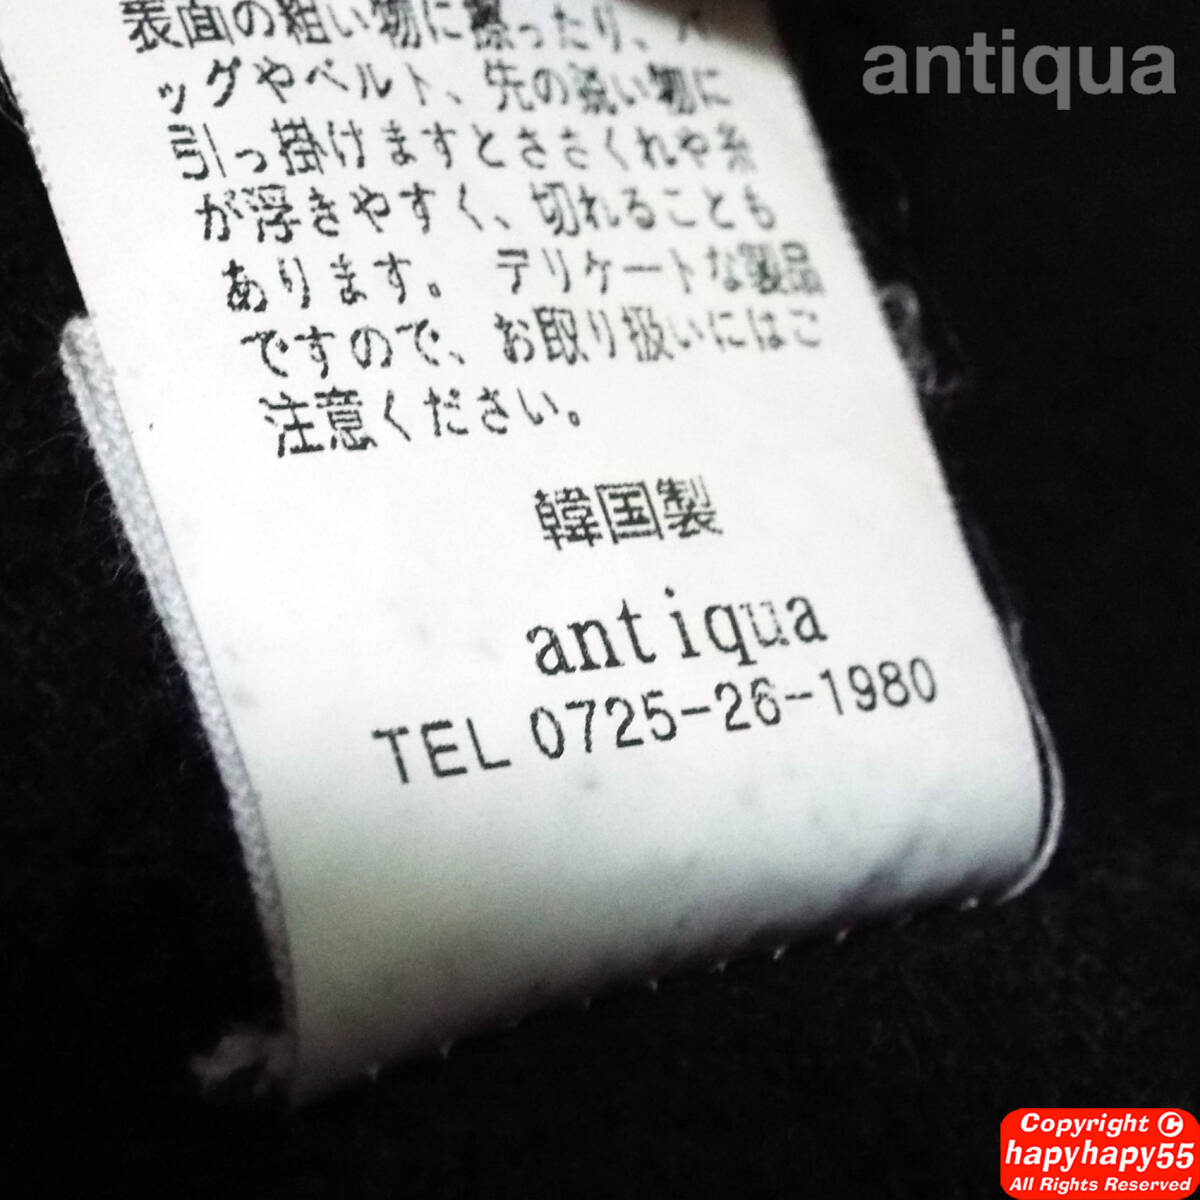 antiqua
表面の粗い物に擦ったり、バ
ッグやベルト、先の鋭い物に
引っ掛けますとささくれや糸
が浮きやすく、切れることも
あります。 デリケートな製品
ですので、お取り扱いにはご
注意ください。
韓国製
antiqua
TEL 0725-26-1980
Copyright ©
hapyhapy55
All Rights Reserved